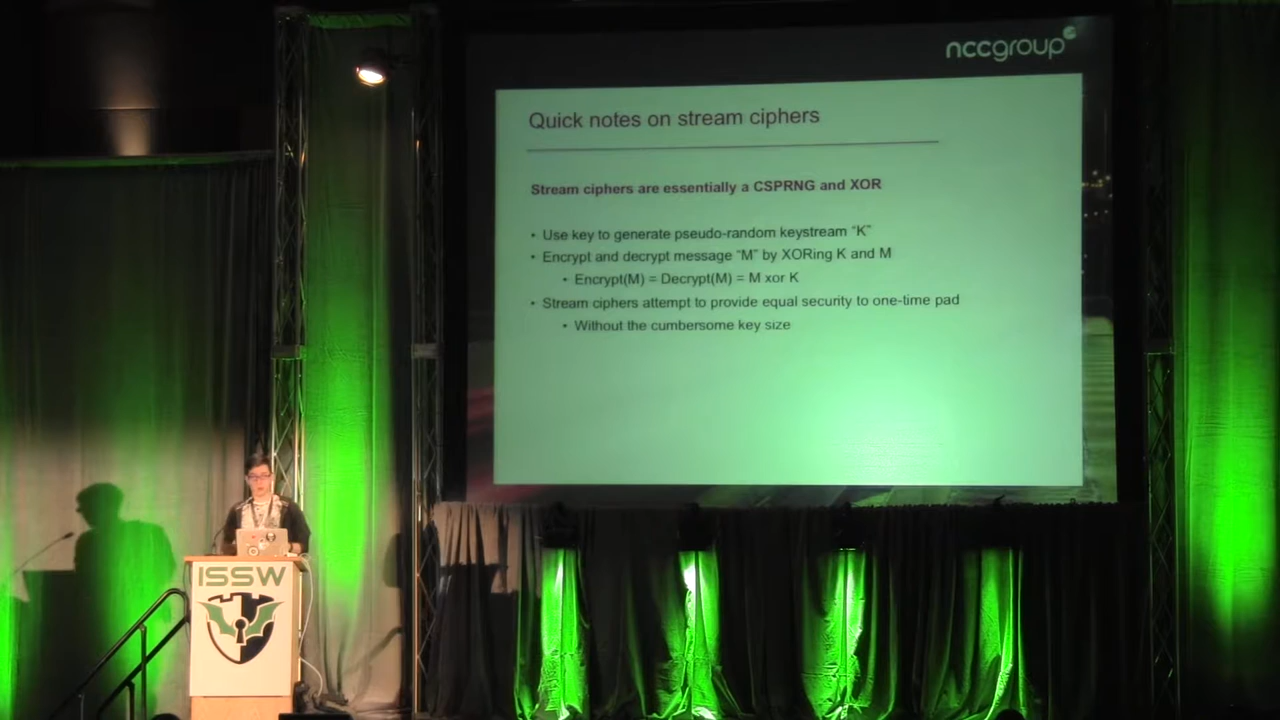 nccgroup
Quick notes on stream ciphers
Stream ciphers are essentially a CSPRNG and XOR
• Use key to generate pseudo-random keystream “K”
• Encrypt and decrypt message “M” by XORing K and M
• Encrypt(M) = Decrypt(M) = M xor K
• Stream ciphers attempt to provide equal security to one-time pad
• Without the cumbersome key size
ISSW